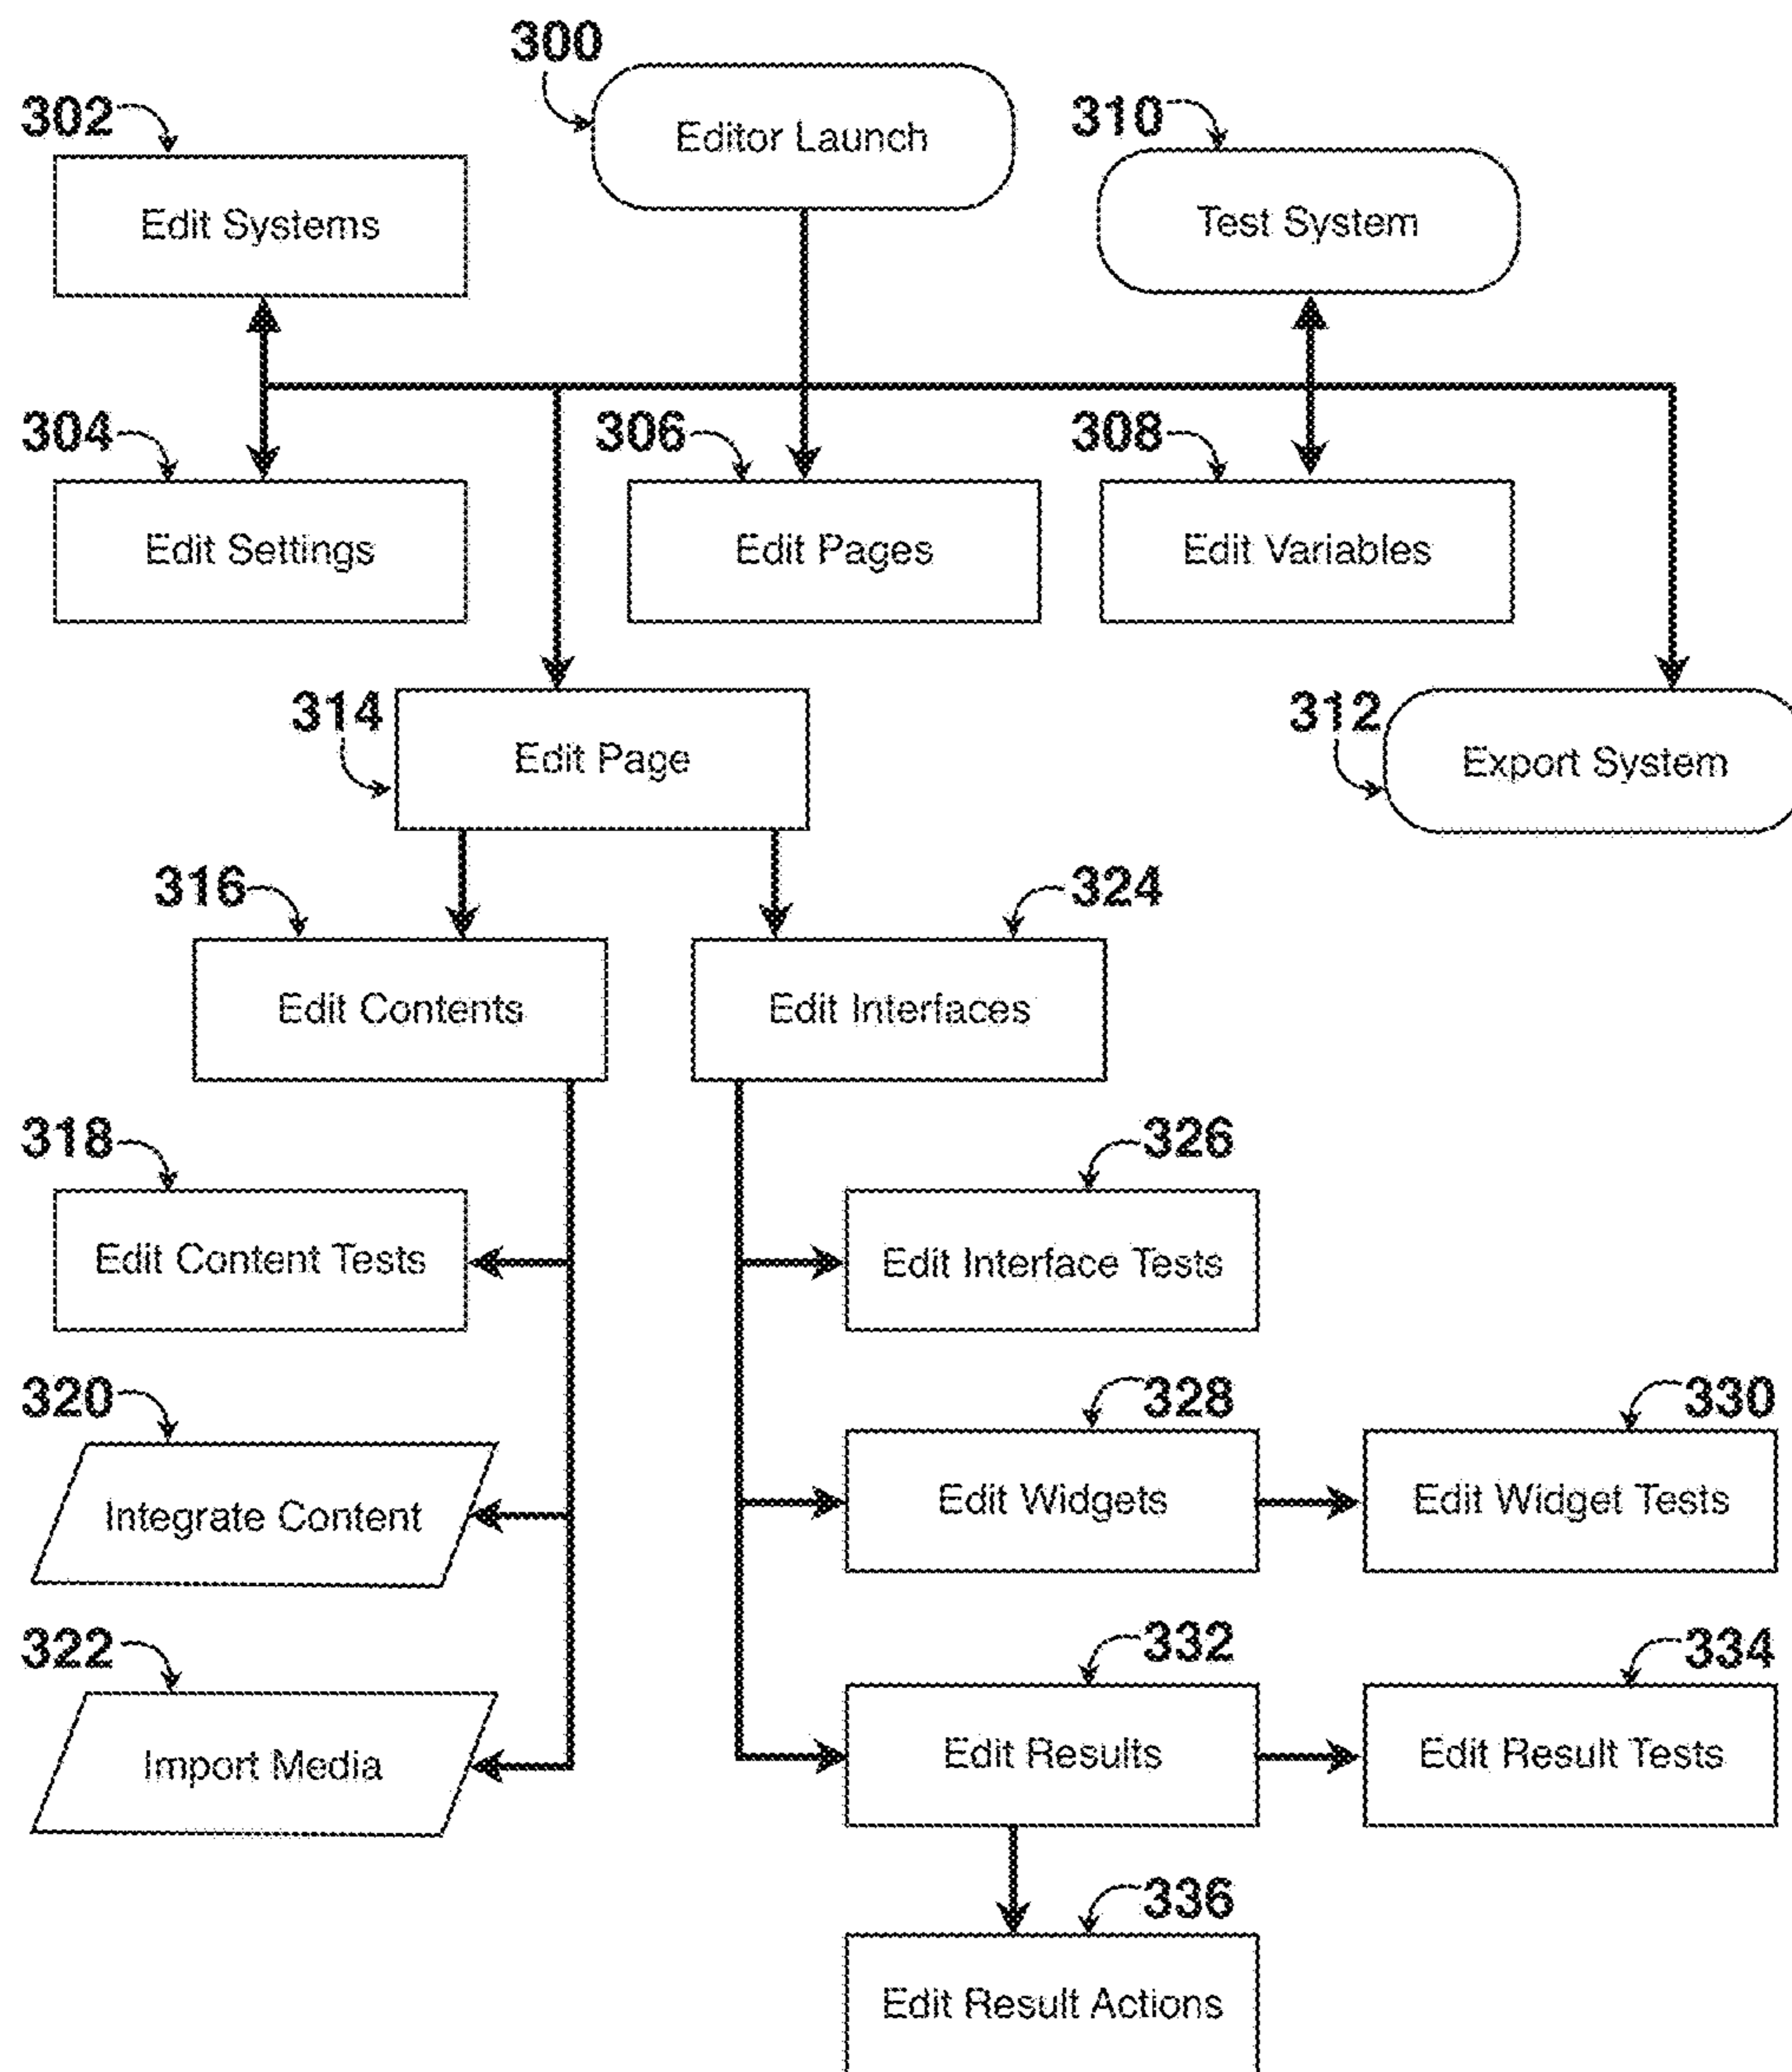 300
Editor Launch
302
Edit Systems
310
Test System
304
Edit Settings
306
Edit Pages
308
Edit Variables
314
Edit Page
312
Export System
316
Edit Contents
324
Edit Interfaces
318
Edit Content Tests
326
Edit Interface Tests
320
Integrate Content
328
Edit Widgets
330
Edit Widget Tests
322
Import Media
332
Edit Results
334
Edit Result Tests
336
Edit Result Actions